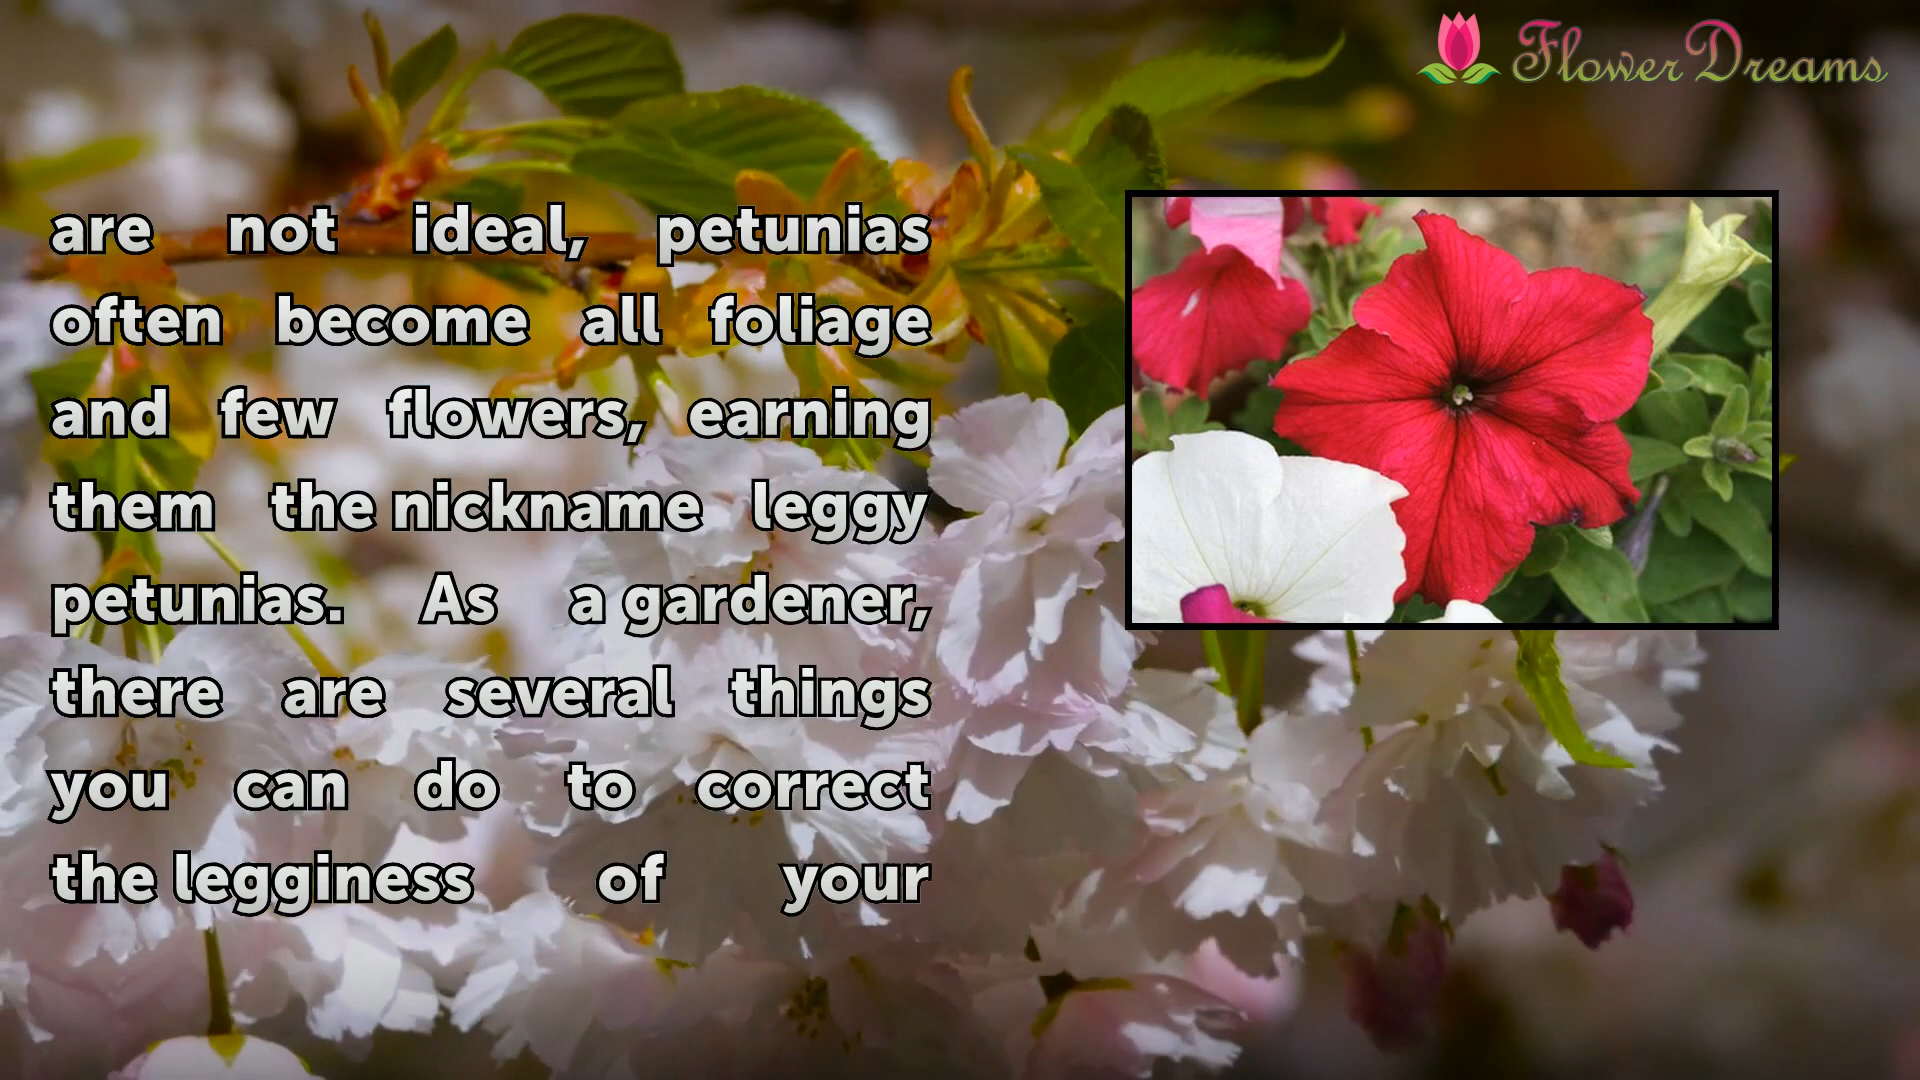 Flower Dreams
are not ideal, petunias
often become all foliage
and few flowers, earning
them the nickname leggy
petunias. As a gardener,
there are several things
you can do to correct
the legginess of your